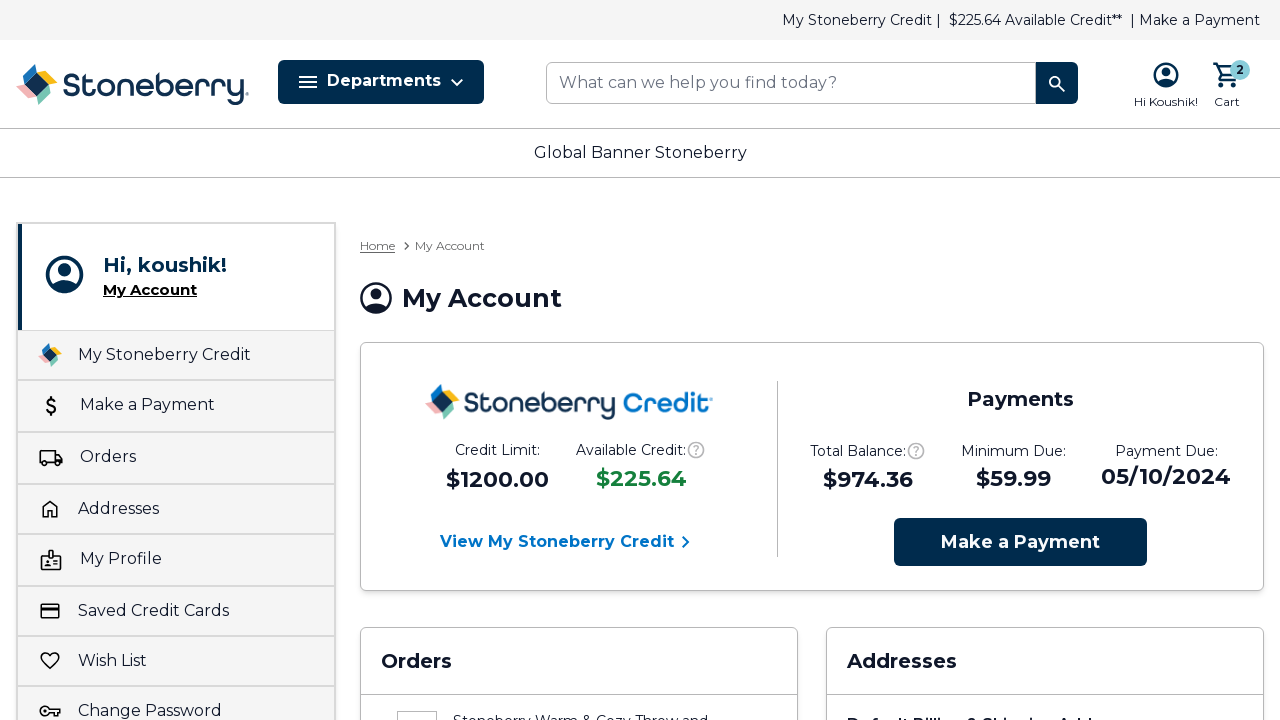 My Stoneberry Credit | $225.64 Available Credit** | Make a Payment
Stoneberry
Departments
What can we help you find today?
Hi Koushik!
2
Cart
Global Banner Stoneberry
Hi, koushik!
My Account
My Stoneberry Credit
Make a Payment
Orders
Addresses
My Profile
Saved Credit Cards
Wish List
Change Password
Home > My Account
My Account
Stoneberry Credit
Credit Limit:
$1200.00
Available Credit:
$225.64
View My Stoneberry Credit
Payments
Total Balance:
$974.36
Minimum Due:
$59.99
Payment Due:
05/10/2024
Make a Payment
Orders
Stoneberry Warm & Cozy Throw and
Addresses